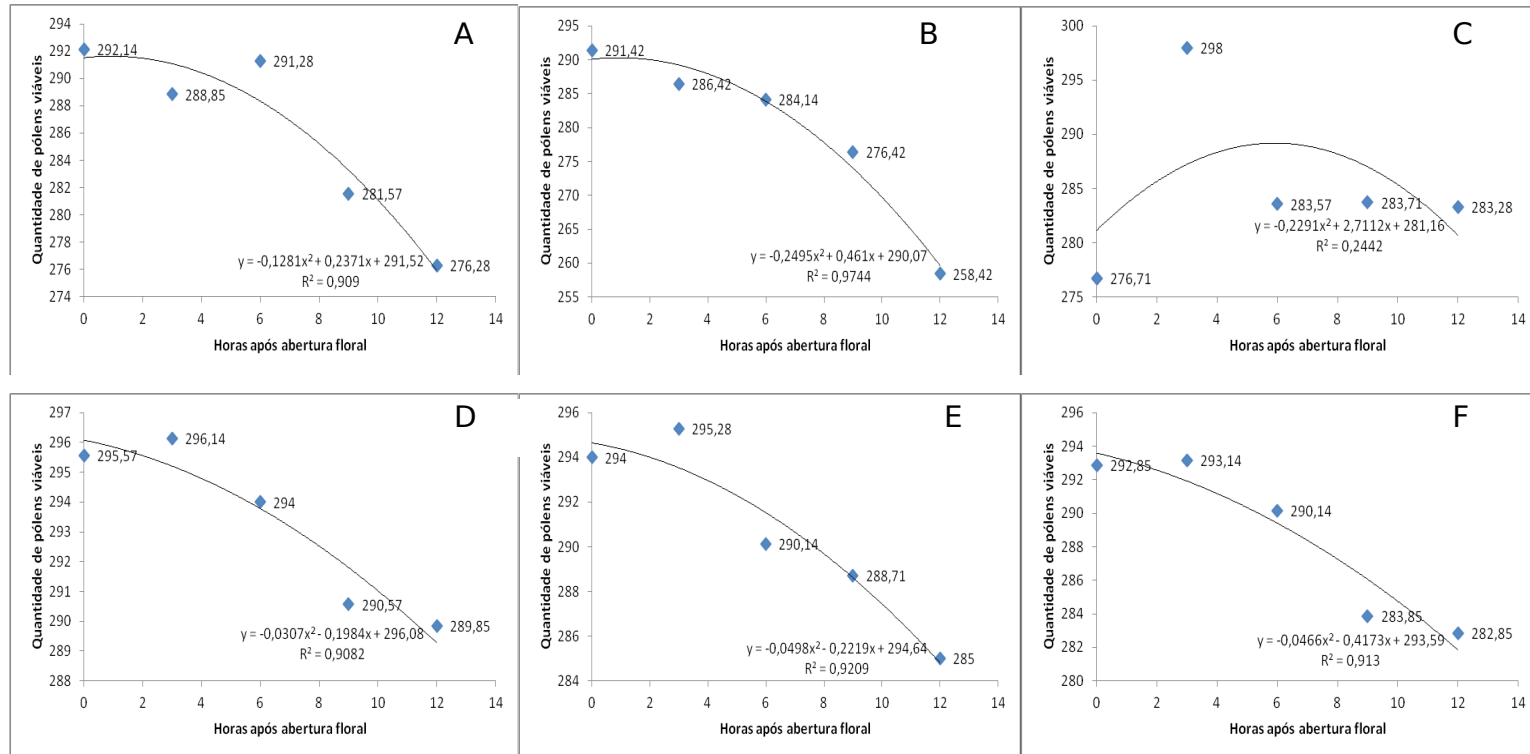 A
Quantidade de pólens viáveis
294
292
290
288
286
284
282
280
278
276
274
292,14
288,85
291,28
281,57
276,28
y = -0,1281x² + 0,2371x + 291,52
R² = 0,909
0 2 4 6 8 10 12 14
Horas após abertura floral
B
Quantidade de pólens viáveis
295
290
285
280
275
270
265
260
255
291,42
286,42
284,14
276,42
258,42
y = -0,2495x² + 0,461x + 290,07
R² = 0,9744
0 2 4 6 8 10 12 14
Horas após abertura floral
C
Quantidade de pólens viáveis
300
295
290
285
280
275
298
283,57
283,71
283,28
276,71
y = -0,2291x² + 2,7112x + 281,16
R² = 0,2442
0 2 4 6 8 10 12 14
Horas após abertura floral
D
Quantidade de pólens viáveis
297
296
295
294
293
292
291
290
289
288
295,57
296,14
294
290,57
289,85
y = -0,0307x² - 0,1984x + 296,08
R² = 0,9082
0 2 4 6 8 10 12 14
Horas após abertura floral
E
Quantidade de pólens viáveis
296
294
292
290
288
286
284
294
295,28
290,14
288,71
285
y = -0,0498x² - 0,2219x + 294,64
R² = 0,9209
0 2 4 6 8 10 12 14
Horas após abertura floral
F
Quantidade de pólens viáveis
296
294
292
290
288
286
284
282
280
292,85
293,14
290,14
283,85
282,85
y = -0,0466x² - 0,4173x + 293,59
R² = 0,913
0 2 4 6 8 10 12 14
Horas após abertura floral